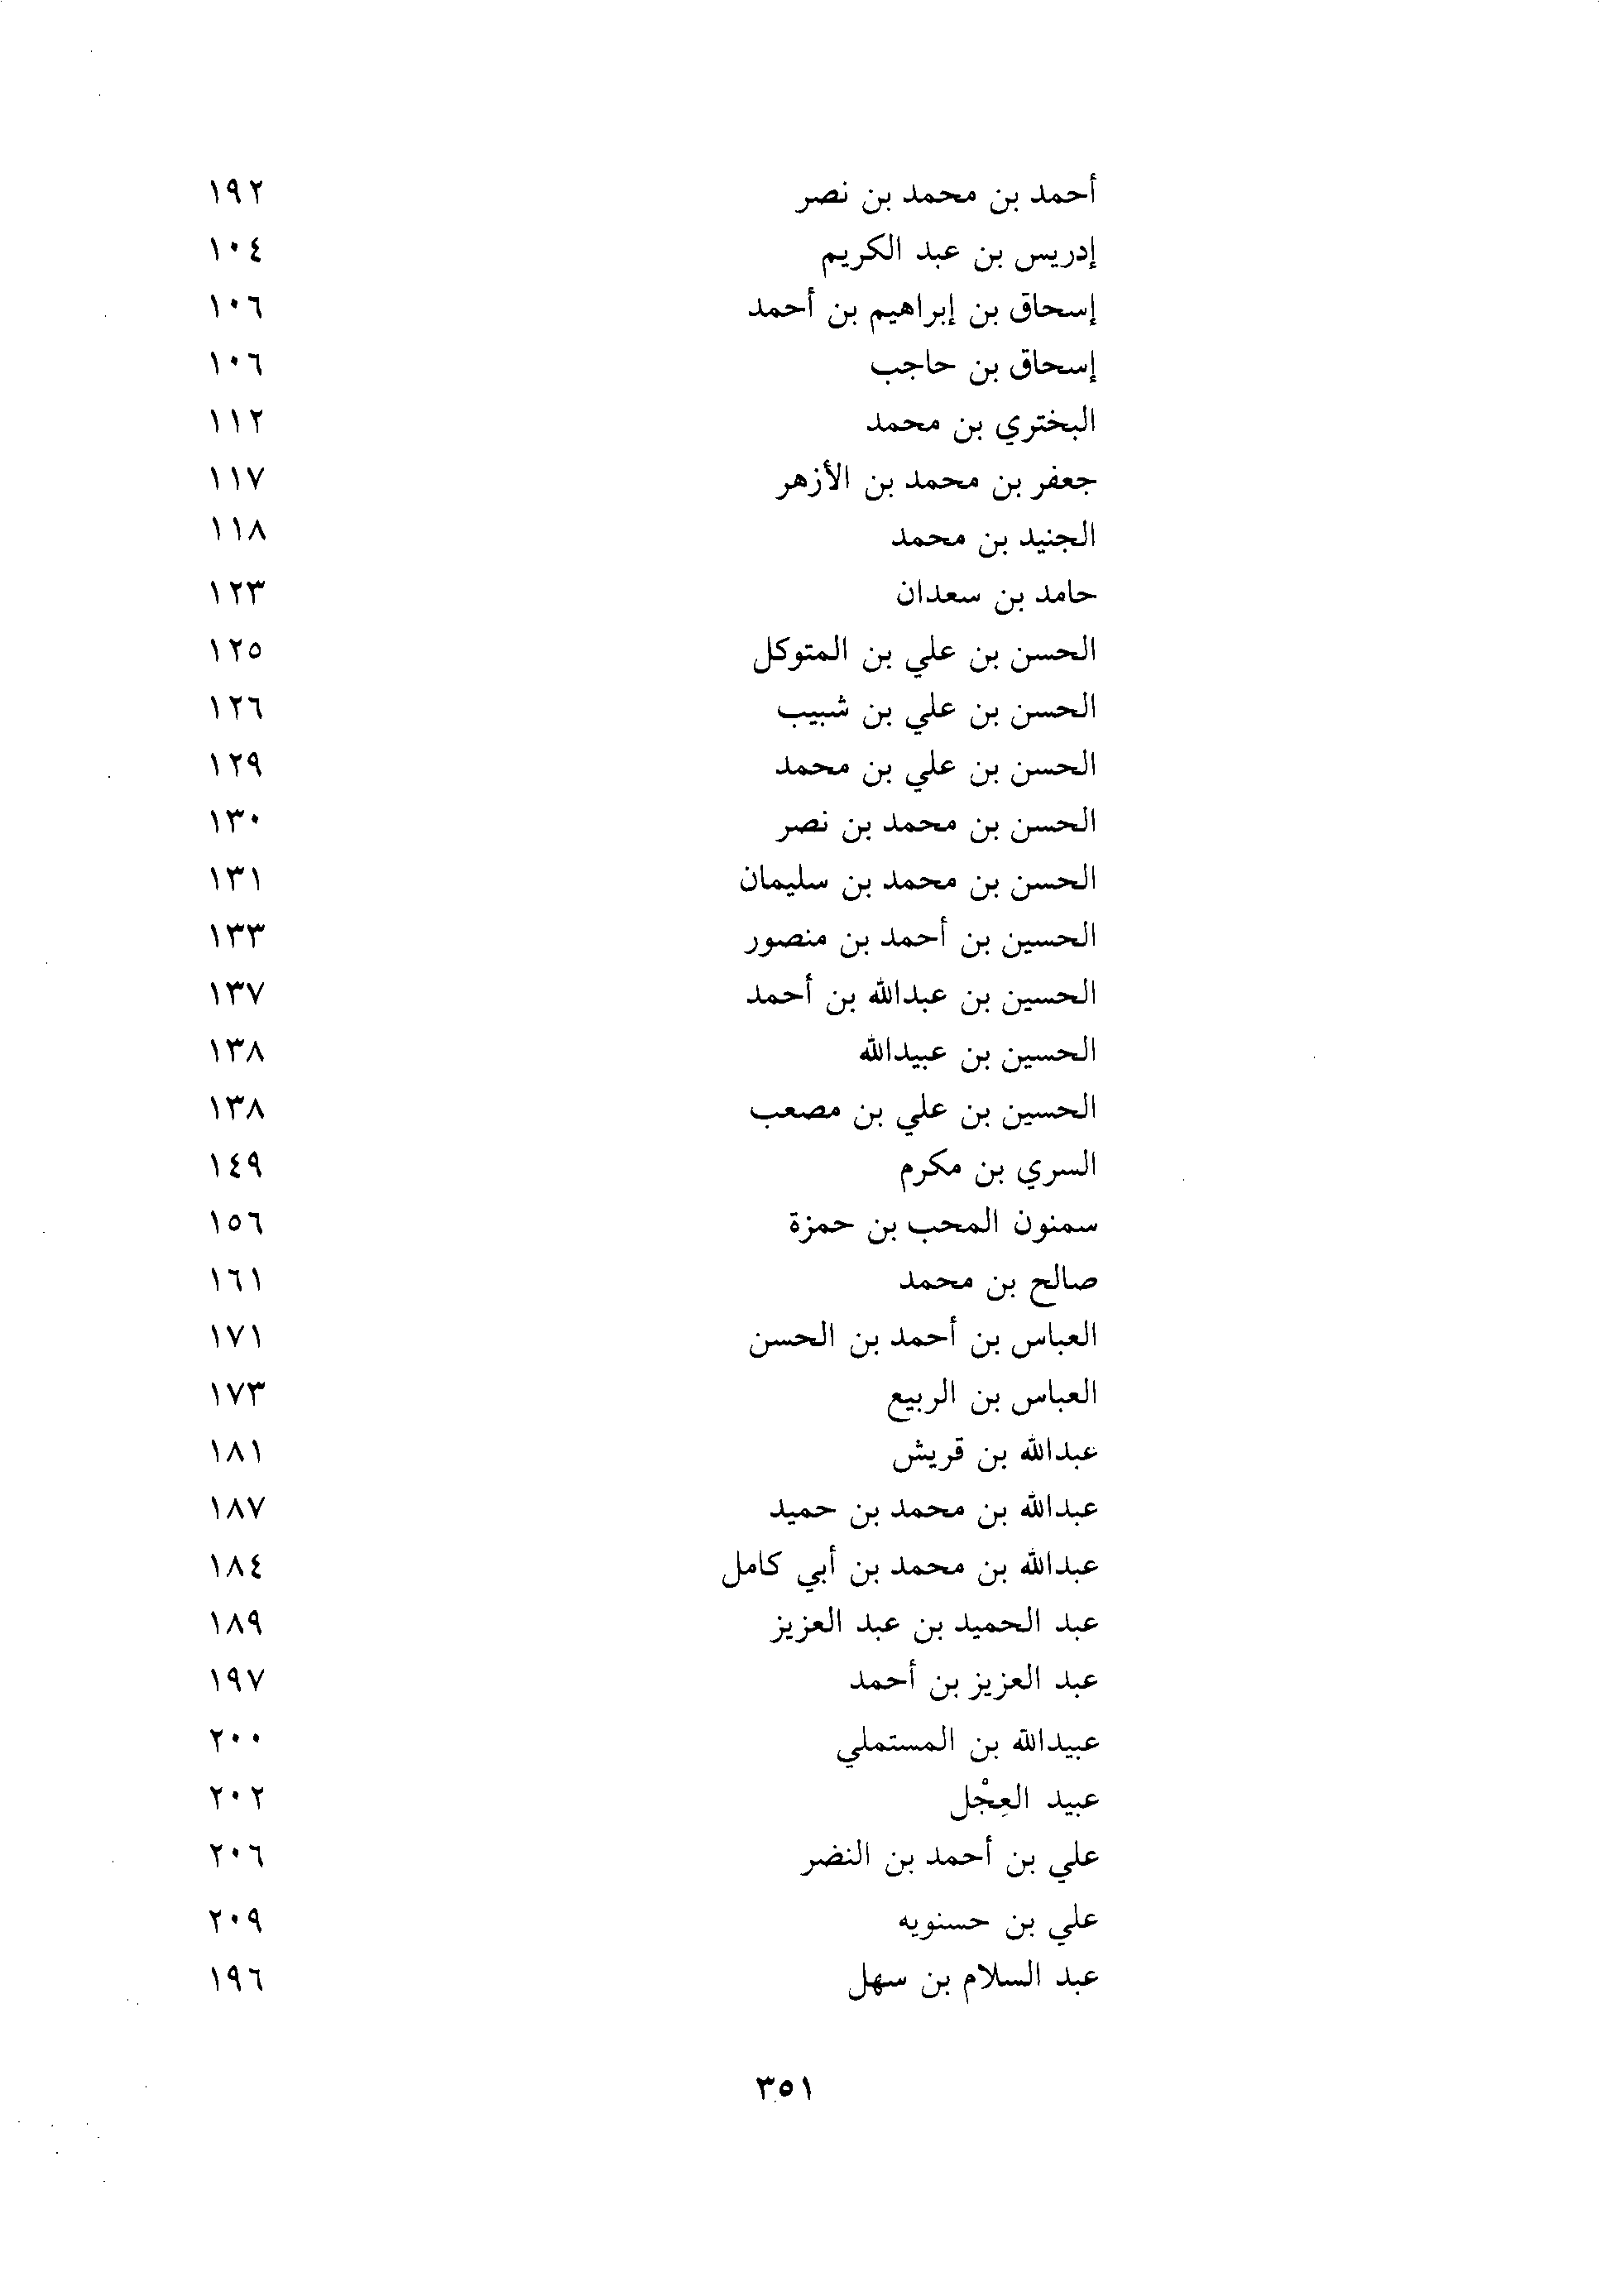 أحمد بن محمد بن نصر ١٩٢
إدريس بن عبد الكريم ١٠٤
إسحاق بن إبراهيم بن أحمد ١٠٦
إسحاق بن حاجب ١٠٦
البختري بن محمد ١١٢
جعفر بن محمد بن الأزهر ١١٧
الجنيد بن محمد ١١٨
حامد بن سعدان ١٢٣
الحسن بن علي بن المتوكل ١٢٥
الحسن بن علي بن شبيب ١٢٦
الحسن بن علي بن محمد ١٢٩
الحسن بن محمد بن نصر ١٣٠
الحسن بن محمد بن سليمان ١٣١
الحسين بن أحمد بن منصور ١٣٣
الحسين بن عبدالله بن أحمد ١٣٧
الحسين بن عبيدالله ١٣٨
الحسين بن علي بن مصعب ١٣٨
السري بن مكرم ١٤٩
سمنون المحب بن حمزة ١٥٦
صالح بن محمد ١٦١
العباس بن أحمد بن الحسن ١٧١
العباس بن الربيع ١٧٣
عبدالله بن قريش ١٨١
عبدالله بن محمد بن حميد ١٨٧
عبدالله بن محمد بن أبي كامل ١٨٤
عبد الحميد بن عبد العزيز ١٨٩
عبد العزيز بن أحمد ١٩٧
عبيدالله بن المستملي ٢٠٠
عبيد العِجْل ٢٠٢
علي بن أحمد بن النضر ٢٠٦
علي بن حسنويه ٢٠٩
عبد السلام بن سهل ١٩٦
٣٥١